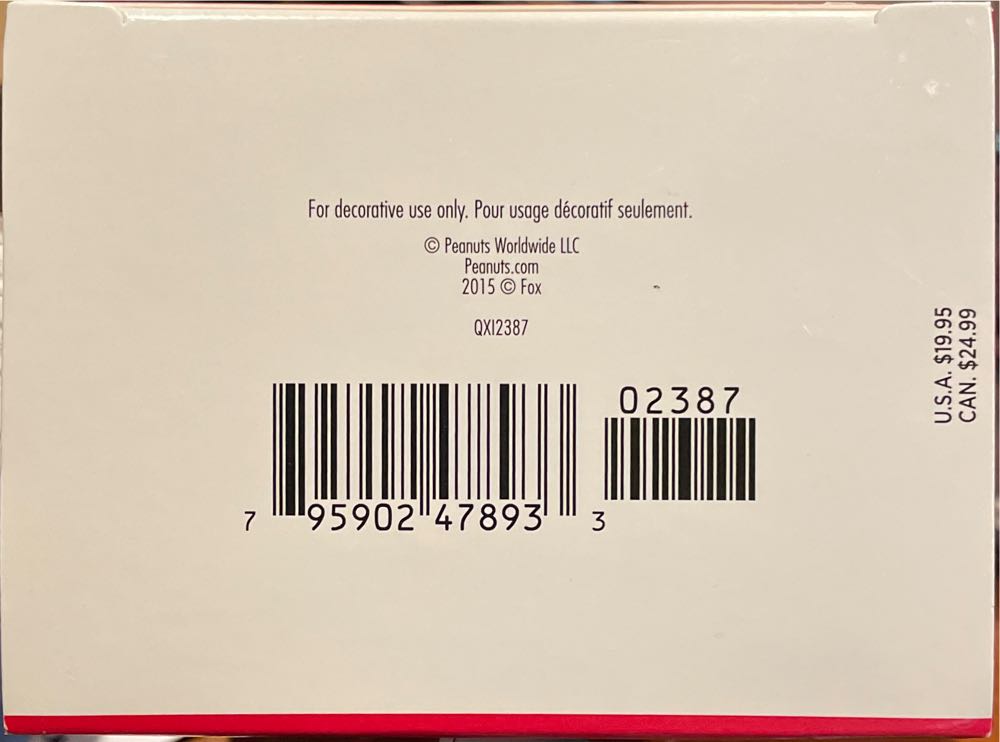 For decorative use only. Pour usage décoratif seulement.
© Peanuts Worldwide LLC
Peanuts.com
2015 © Fox
QXI2387
02387
7 95902 47893 3
U.S.A. $19.95
CAN. $24.99